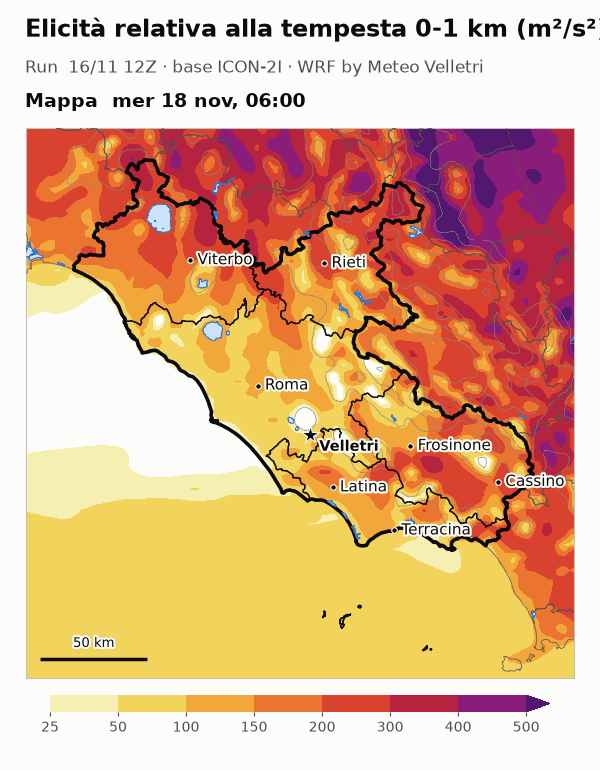 Elicità relativa alla tempesta 0-1 km (m²/s²)
Run  16/11 12Z · base ICON-2I · WRF by Meteo Velletri
Mappa  mer 18 nov, 06:00
Viterbo
Rieti
Roma
Velletri
Frosinone
Latina
Cassino
Terracina
50 km
25 50 100 150 200 300 400 500